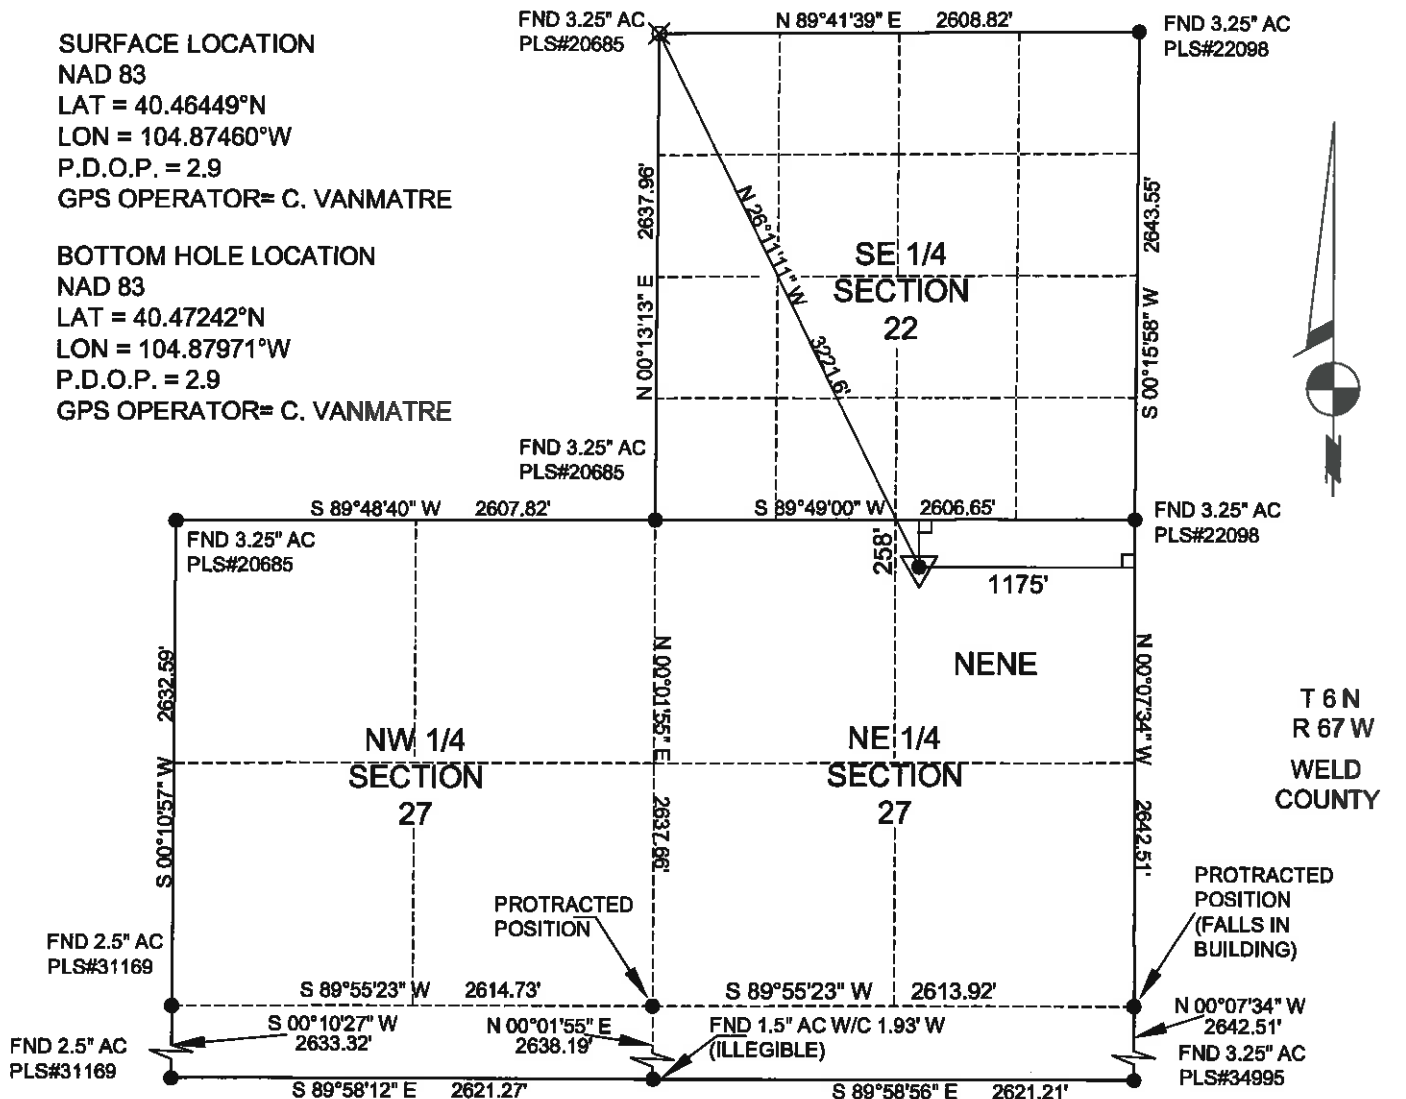 SURFACE LOCATION
NAD 83
LAT = 40.46449°N
LON = 104.87460°W
P.D.O.P. = 2.9
GPS OPERATOR= C. VANMATRE
BOTTOM HOLE LOCATION
NAD 83
LAT = 40.47242°N
LON = 104.87971°W
P.D.O.P. = 2.9
GPS OPERATOR= C. VANMATRE
FND 3.25" AC
PLS#20685
N 89°41'39" E 2608.82'
FND 3.25" AC
PLS#22098
N 00°13'13" E 2637.96'
N 26°11'11" W 3221.6'
SE 1/4
SECTION
22
S 00°15'58" W 2643.55'
N
FND 3.25" AC
PLS#20685
S 89°48'40" W 2607.82'
S 89°49'00" W 2606.65'
FND 3.25" AC
PLS#22098
FND 3.25" AC
PLS#20685
258'
1175'
NENE
S 00°10'57" W 2632.59'
NW 1/4
SECTION
27
N 00°01'55" E 2637.66'
NE 1/4
SECTION
27
N 00°07'34" W 2642.51'
T 6 N
R 67 W
WELD
COUNTY
PROTRACTED
POSITION
PROTRACTED
POSITION
(FALLS IN
BUILDING)
FND 2.5" AC
PLS#31169
S 89°55'23" W 2614.73'
S 89°55'23" W 2613.92'
S 00°10'27" W
2633.32'
N 00°01'55" E
2638.19'
FND 1.5" AC W/C 1.93' W
(ILLEGIBLE)
N 00°07'34" W
2642.51'
FND 2.5" AC
PLS#31169
FND 3.25" AC
PLS#34995
S 89°58'12" E 2621.27'
S 89°58'56" E 2621.21'